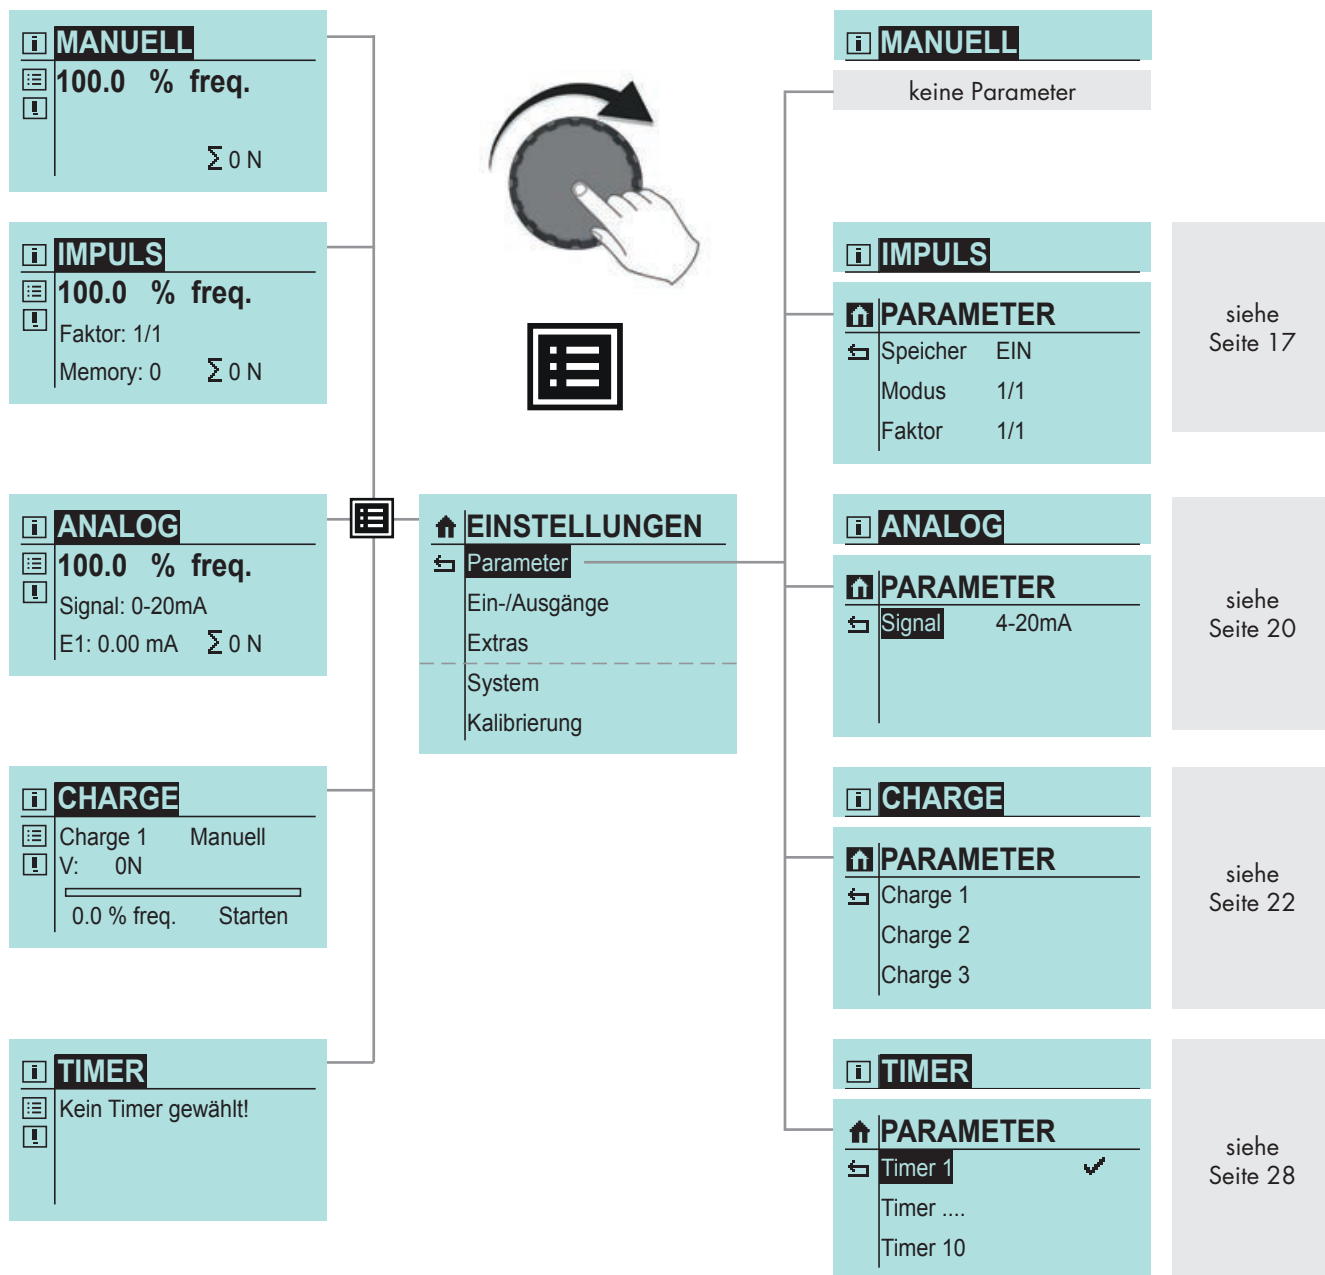 MANUELL
100.0 % freq.
Σ 0 N
IMPULS
100.0 % freq.
Faktor: 1/1
Memory: 0 Σ 0 N
ANALOG
100.0 % freq.
Signal: 0-20mA
E1: 0.00 mA Σ 0 N
CHARGE
Charge 1 Manuell
V: 0N
0.0 % freq. Starten
TIMER
Kein Timer gewählt!
EINSTELLUNGEN
Parameter
Ein-/Ausgänge
Extras
System
Kalibrierung
MANUELL
keine Parameter
IMPULS
PARAMETER
Speicher EIN
Modus 1/1
Faktor 1/1
siehe
Seite 17
ANALOG
PARAMETER
Signal 4-20mA
siehe
Seite 20
CHARGE
PARAMETER
Charge 1
Charge 2
Charge 3
siehe
Seite 22
TIMER
PARAMETER
Timer 1
Timer ....
Timer 10
siehe
Seite 28